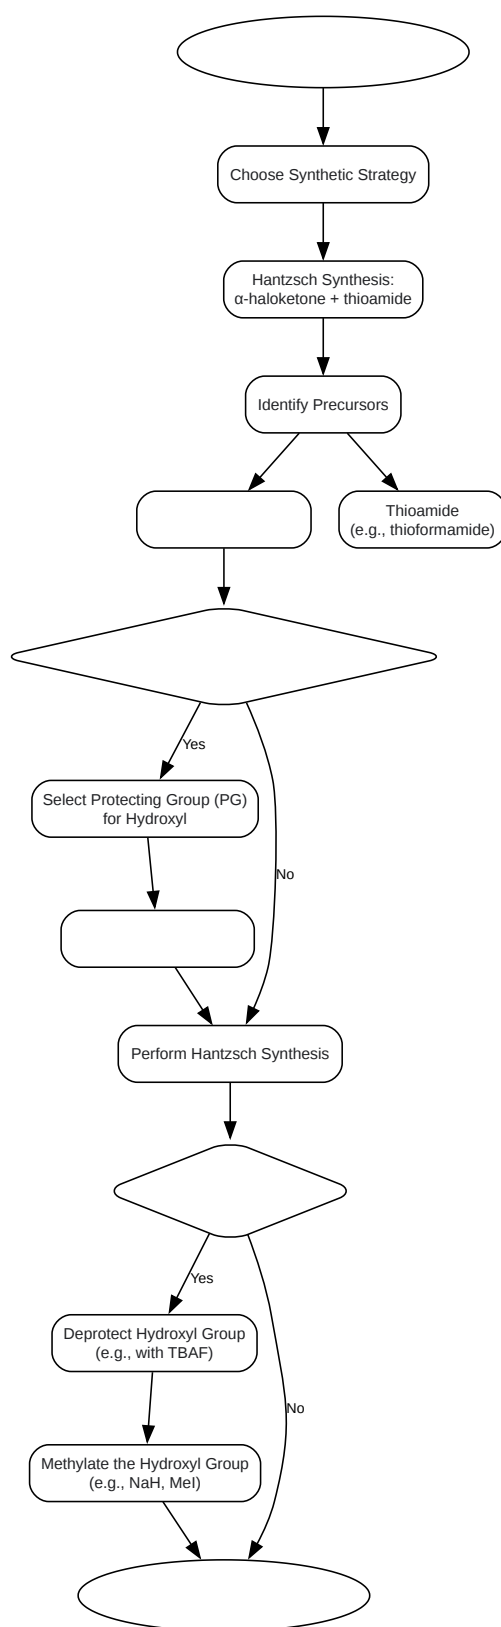 Choose Synthetic Strategy
Hantzsch Synthesis:
α-haloketone + thioamide
Identify Precursors
Thioamide
(e.g., thioformamide)
Yes
Select Protecting Group (PG)
for Hydroxyl
No
Perform Hantzsch Synthesis
Yes
Deprotect Hydroxyl Group
(e.g., with TBAF)
No
Methylate the Hydroxyl Group
(e.g., NaH, MeI)